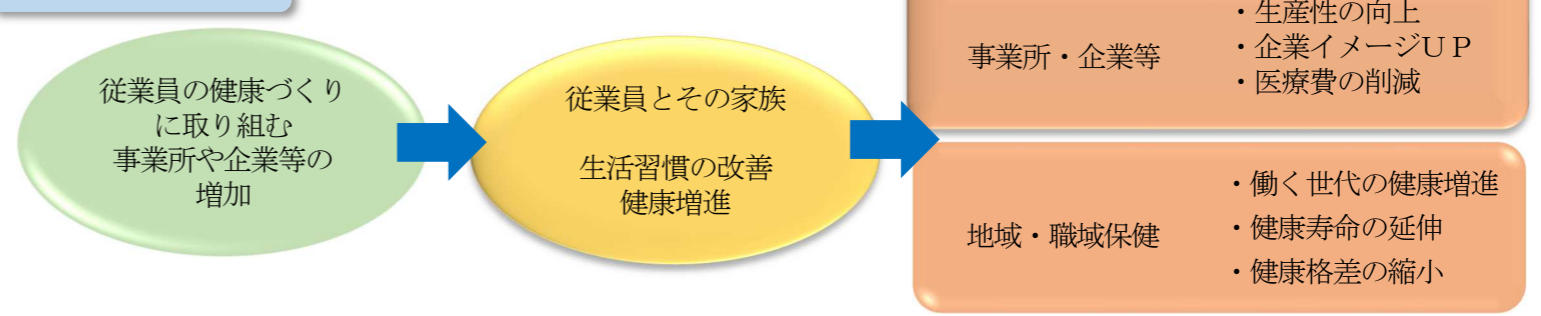 従業員の健康づくり
に取り組む
事業所や企業等の
増加
従業員とその家族
生活習慣の改善
健康増進
事業所・企業等
・生産性の向上
・企業イメージＵＰ
・医療費の削減
地域・職域保健
・働く世代の健康増進
・健康寿命の延伸
・健康格差の縮小